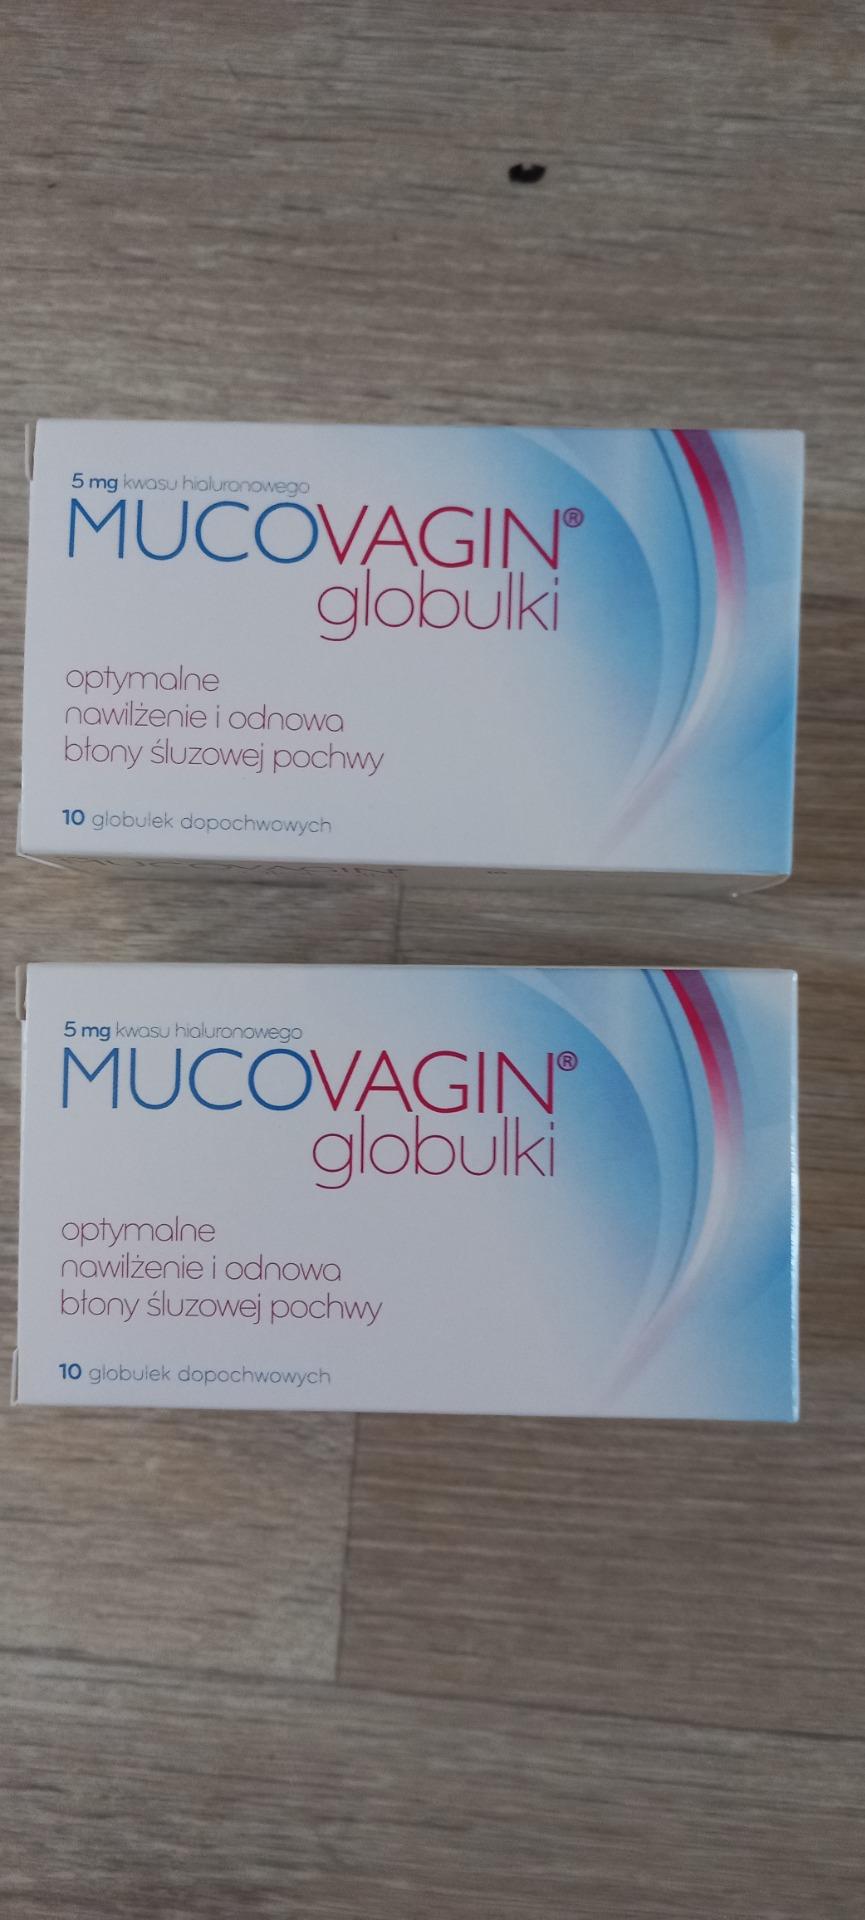 5 mg kwasu hialuronowego
MUCOVAGIN®
globulki
optymalne
nawilżenie i odnowa
błony śluzowej pochwy
10 globulek dopochwowych
MUCOVAGIN®
5 mg kwasu hialuronowego
MUCOVAGIN®
globulki
optymalne
nawilżenie i odnowa
błony śluzowej pochwy
10 globulek dopochwowych